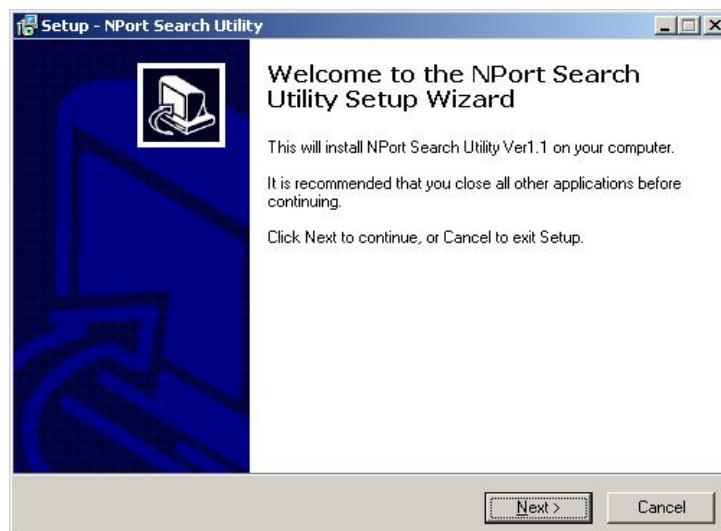 Setup - NPort Search Utility
Welcome to the NPort Search
Utility Setup Wizard
This will install NPort Search Utility Ver1.1 on your computer.
It is recommended that you close all other applications before
continuing.
Click Next to continue, or Cancel to exit Setup.
Next >
Cancel